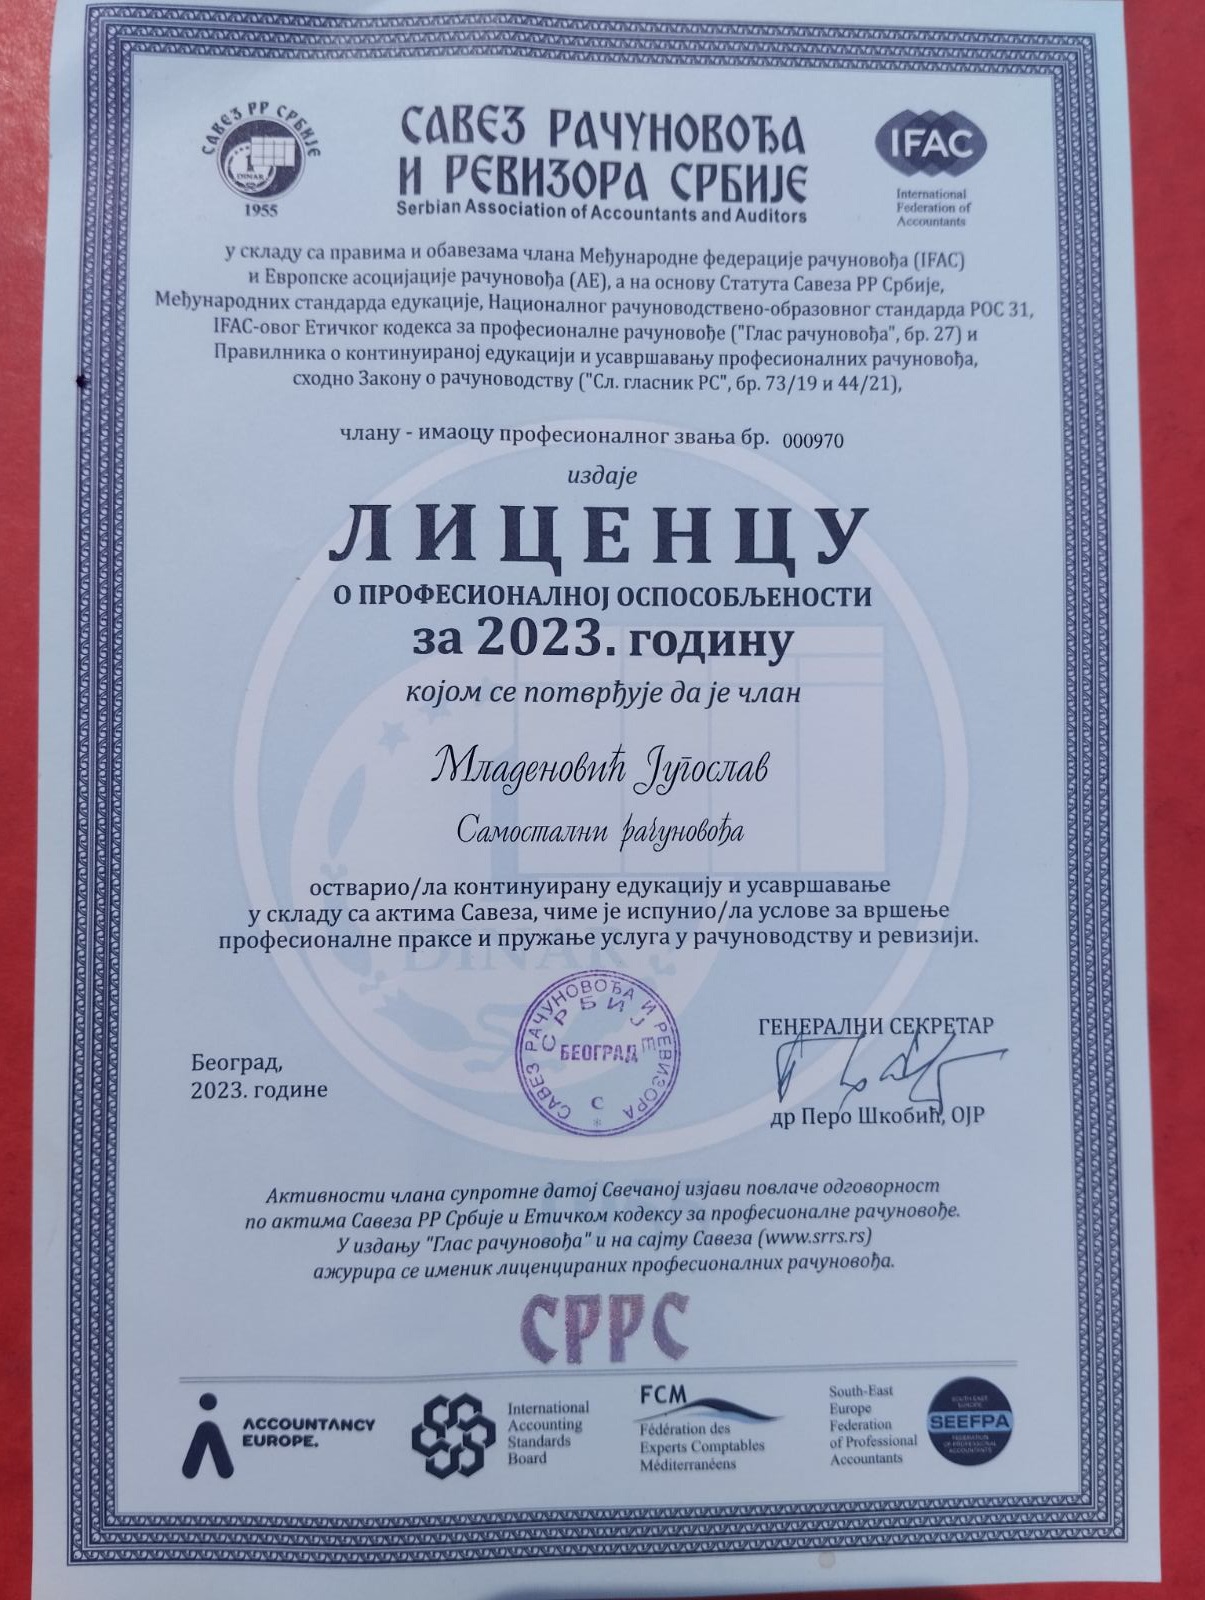 САВЕЗ РР СРБИЈЕ
DINAR
1955
САВЕЗ РАЧУНОВОЂА
И РЕВИЗОРА СРБИЈЕ
Serbian Association of Accountants and Auditors
IFAC
International
Federation of
Accountants
у складу са правима и обавезама члана Међународне федерације рачуновођа (IFAC)
и Европске асоцијације рачуновођа (АЕ), а на основу Статута Савеза РР Србије,
Међународних стандарда едукације, Националног рачуноводствено-образовног стандарда РОС 31,
IFAC-овог Етичког кодекса за професионалне рачуновође ("Глас рачуновођа", бр. 27) и
Правилника о континуираној едукацији и усавршавању професионалних рачуновођа,
сходно Закону о рачуноводству ("Сл. гласник РС", бр. 73/19 и 44/21),
члану - имаоцу професионалног звања бр. 000970
издаје
ЛИЦЕНЦУ
О ПРОФЕСИОНАЛНОЈ ОСПОСОБЉЕНОСТИ
за 2023. годину
којом се потврђује да је члан
Младеновић Југослав
Самостални рачуновођа
остварио/ла континуирану едукацију и усавршавање
у складу са актима Савеза, чиме је испунио/ла услове за вршење
професионалне праксе и пружање услуга у рачуноводству и ревизији.
DINAR
Београд,
2023. године
САВЕЗ РАЧУНОВОЂА И РЕВИЗОРА
СРБИЈЕ
БЕОГРАД
С
ГЕНЕРАЛНИ СЕКРЕТАР
др Перо Шкобић, ОЈР
Активности члана супротне датој Свечаној изјави повлаче одговорност
по актима Савеза РР Србије и Етичком кодексу за професионалне рачуновође.
У издању "Глас рачуновођа" и на сајту Савеза (www.srrs.rs)
ажурира се именик лиценцираних професионалних рачуновођа.
СРРС
ACCOUNTANCY
EUROPE.
International
Accounting
Standards
Board
FCM
Fédération des
Experts Comptables
Méditerranéens
South-East
Europe
Federation
of Professional
Accountants
SOUTH-EAST
EUROPE
SEEFPA
FEDERATION
OF PROFESSIONAL
ACCOUNTANTS